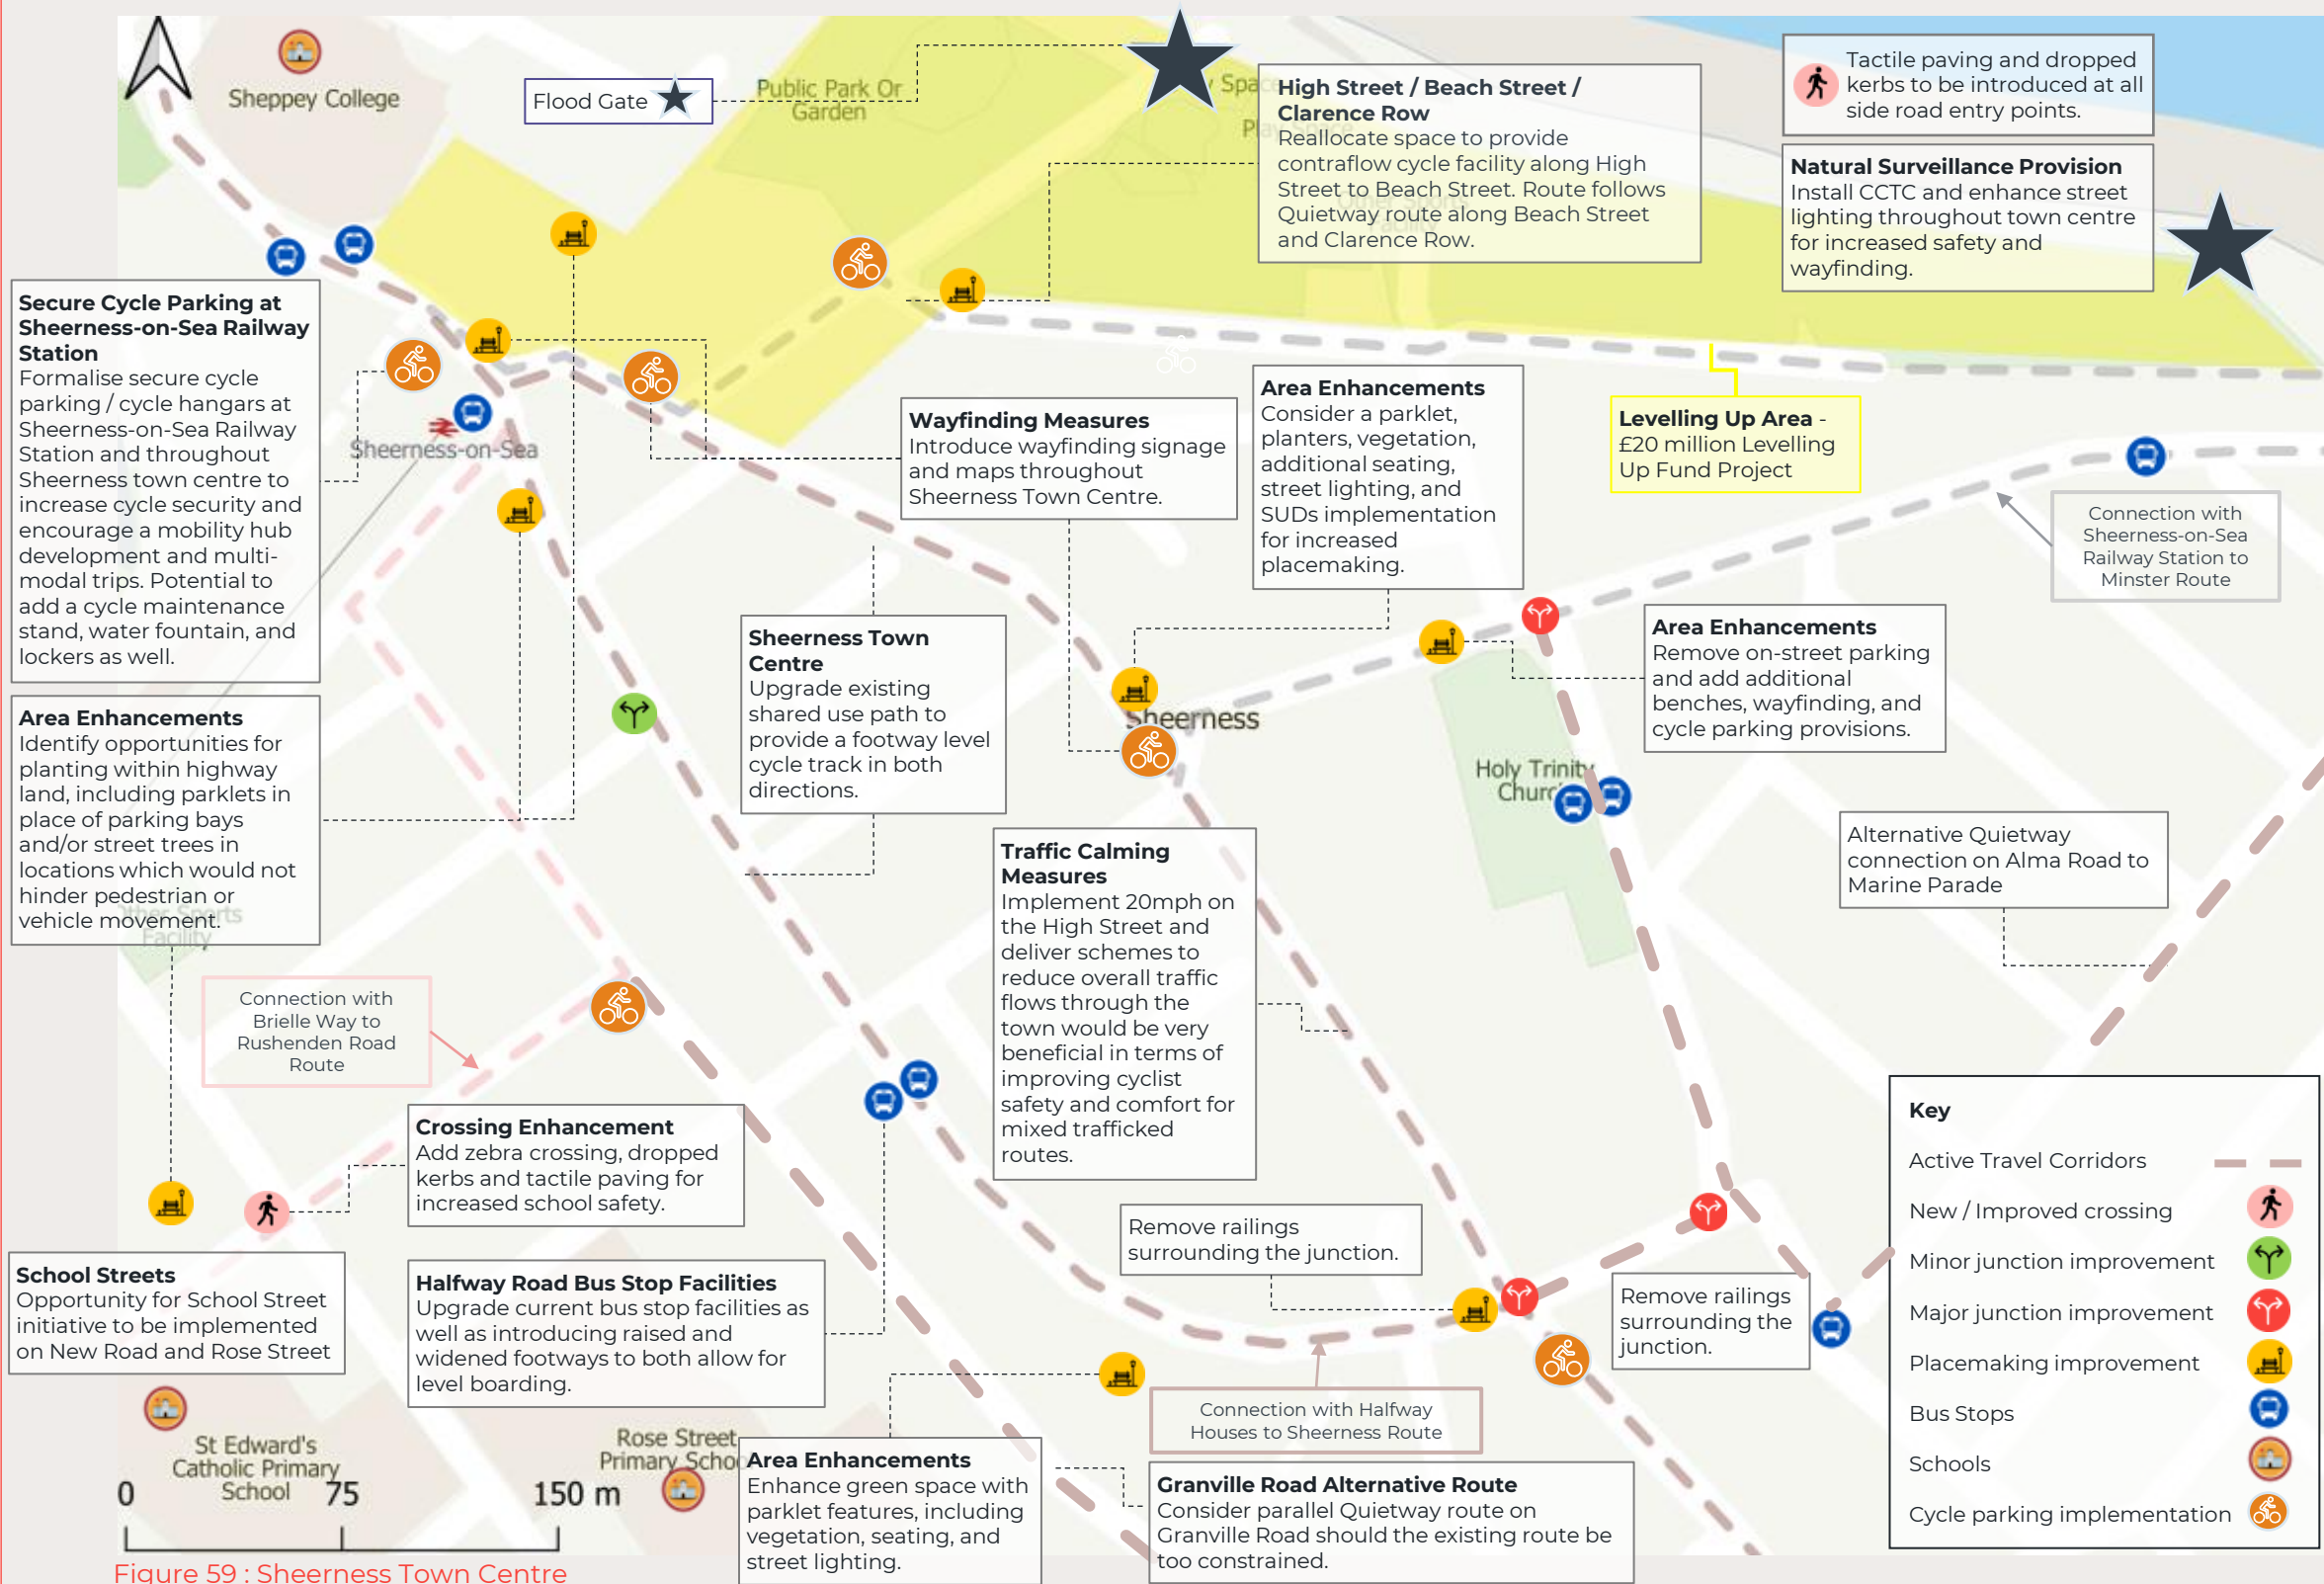 Sheppey College
Flood Gate
Public Park Or
Garden
Space
Play Space
Other Sports
Facility
High Street / Beach Street /
Clarence Row
Reallocate space to provide
contraflow cycle facility along High
Street to Beach Street. Route follows
Quietway route along Beach Street
and Clarence Row.
Tactile paving and dropped
kerbs to be introduced at all
side road entry points.
Natural Surveillance Provision
Install CCTC and enhance street
lighting throughout town centre
for increased safety and
wayfinding.
Secure Cycle Parking at
Sheerness-on-Sea Railway
Station
Formalise secure cycle
parking / cycle hangars at
Sheerness-on-Sea Railway
Station and throughout
Sheerness town centre to
increase cycle security and
encourage a mobility hub
development and multi-
modal trips. Potential to
add a cycle maintenance
stand, water fountain, and
lockers as well.
Sheerness-on-Sea
Wayfinding Measures
Introduce wayfinding signage
and maps throughout
Sheerness Town Centre.
Area Enhancements
Consider a parklet,
planters, vegetation,
additional seating,
street lighting, and
SUDs implementation
for increased
placemaking.
Levelling Up Area -
£20 million Levelling
Up Fund Project
Connection with
Sheerness-on-Sea
Railway Station to
Minster Route
Area Enhancements
Identify opportunities for
planting within highway
land, including parklets in
place of parking bays
and/or street trees in
locations which would not
hinder pedestrian or
vehicle movement.
Other Sports
Facility
Sheerness Town
Centre
Upgrade existing
shared use path to
provide a footway level
cycle track in both
directions.
Sheerness
Area Enhancements
Remove on-street parking
and add additional
benches, wayfinding, and
cycle parking provisions.
Holy Trinity
Church
Traffic Calming
Measures
Implement 20mph on
the High Street and
deliver schemes to
reduce overall traffic
flows through the
town would be very
beneficial in terms of
improving cyclist
safety and comfort for
mixed trafficked
routes.
Alternative Quietway
connection on Alma Road to
Marine Parade
Connection with
Brielle Way to
Rushenden Road
Route
Crossing Enhancement
Add zebra crossing, dropped
kerbs and tactile paving for
increased school safety.
School Streets
Opportunity for School Street
initiative to be implemented
on New Road and Rose Street
Halfway Road Bus Stop Facilities
Upgrade current bus stop facilities as
well as introducing raised and
widened footways to both allow for
level boarding.
Remove railings
surrounding the junction.
Remove railings
surrounding the
junction.
Connection with Halfway
Houses to Sheerness Route
St Edward's
Catholic Primary
School
Rose Street
Primary Schoo
Area Enhancements
Enhance green space with
parklet features, including
vegetation, seating, and
street lighting.
Granville Road Alternative Route
Consider parallel Quietway route on
Granville Road should the existing route be
too constrained.
Key
Active Travel Corridors
New / Improved crossing
Minor junction improvement
Major junction improvement
Placemaking improvement
Bus Stops
Schools
Cycle parking implementation
0 75 150 m
Figure 59 : Sheerness Town Centre